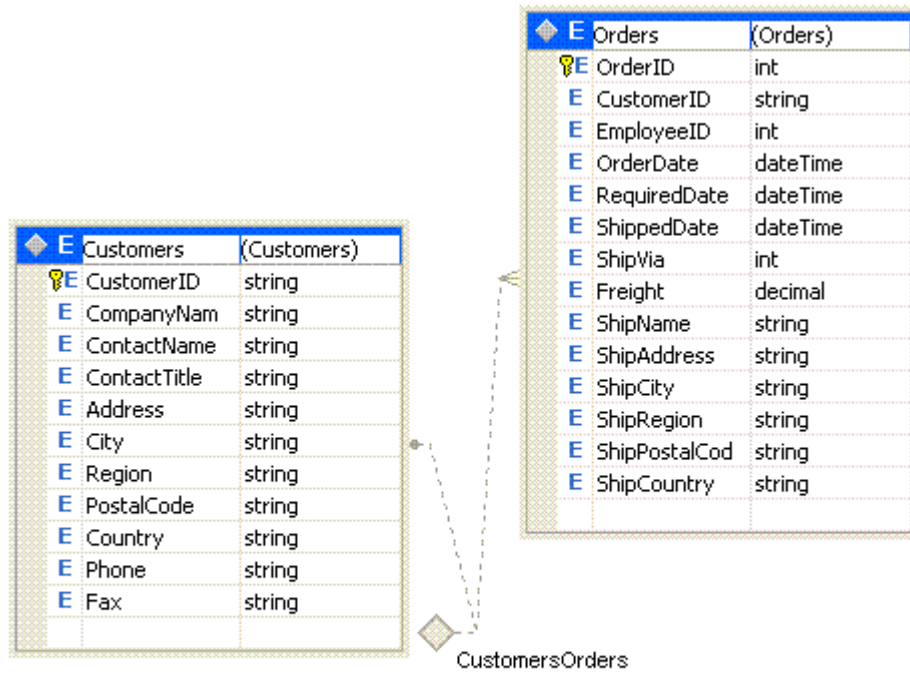 E Orders (Orders)
E OrderID int
E CustomerID string
E EmployeeID int
E OrderDate dateTime
E RequiredDate dateTime
E ShippedDate dateTime
E ShipVia int
E Freight decimal
E ShipName string
E ShipAddress string
E ShipCity string
E ShipRegion string
E ShipPostalCod string
E ShipCountry string
E Customers (Customers)
E CustomerID string
E CompanyNam string
E ContactName string
E ContactTitle string
E Address string
E City string
E Region string
E PostalCode string
E Country string
E Phone string
E Fax string
CustomersOrders